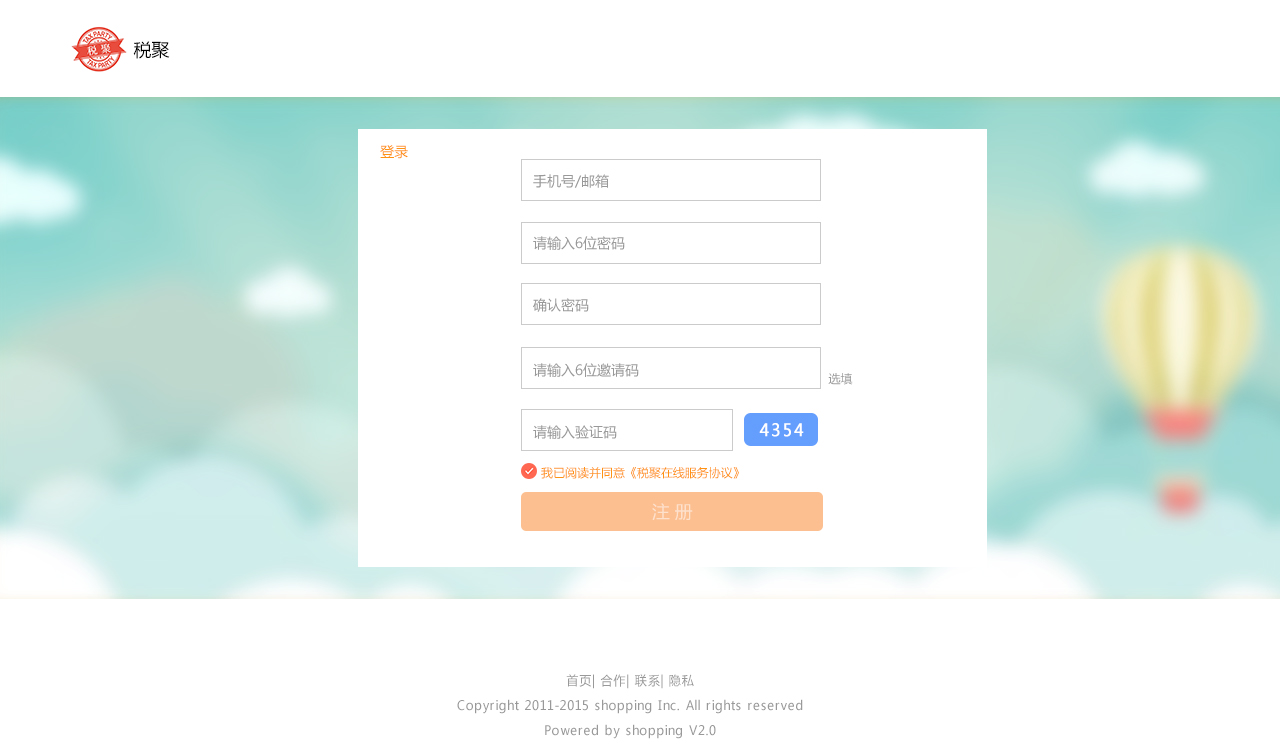 TAX PARTY
税聚
TAX PARTY
税聚
登录
手机号/邮箱
请输入6位密码
确认密码
请输入6位邀请码
选填
请输入验证码
4354
我已阅读并同意《税聚在线服务协议》
注册
首页| 合作| 联系| 隐私
Copyright 2011-2015 shopping Inc. All rights reserved
Powered by shopping V2.0